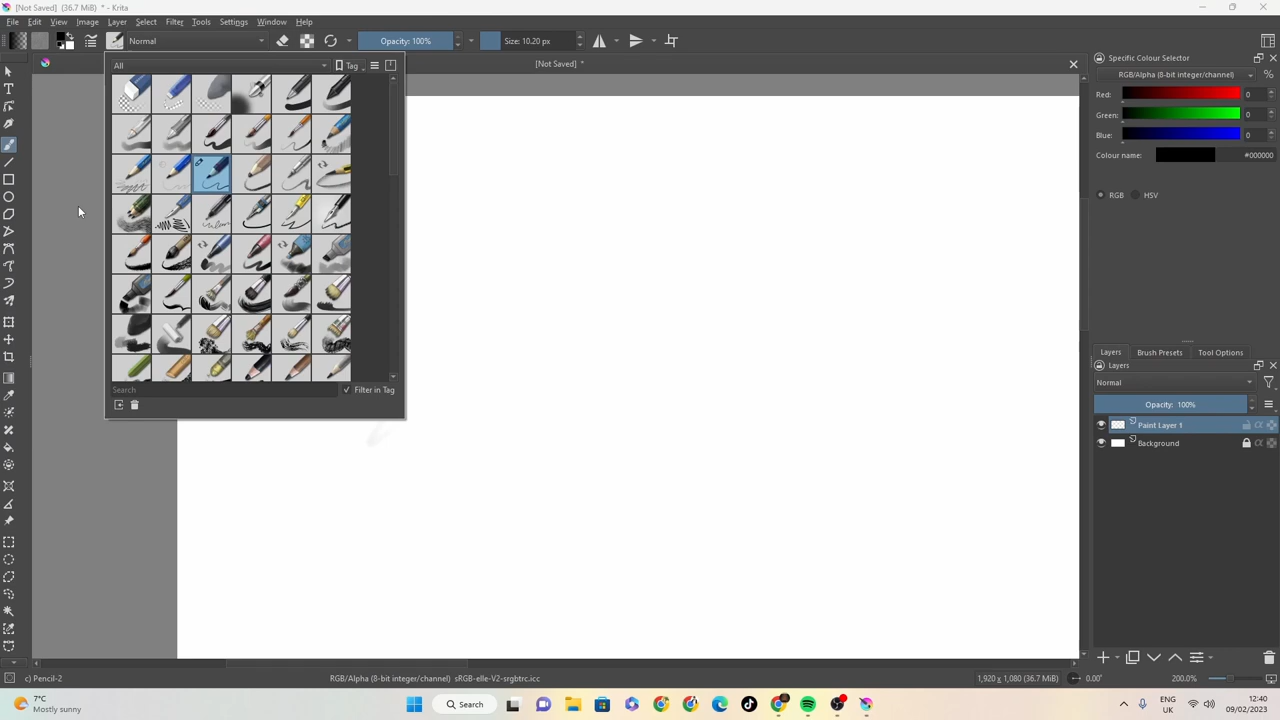 [Not Saved] (36.7 MiB) * - Krita
File Edit View Image Layer Select Filter Tools Settings Window Help
Normal Opacity: 100% Size: 10.20 px
[Not Saved] *
All Tag
Search Filter in Tag
Specific Colour Selector
RGB/Alpha (8-bit integer/channel) %
Red: 0
Green: 0
Blue: 0
Colour name: #000000
RGB HSV
Layers Brush Presets Tool Options
Layers
Normal
Opacity: 100%
Paint Layer 1
Background
c) Pencil-2 RGB/Alpha (8-bit integer/channel) sRGB-elle-V2-srgbtrc.icc 1,920 x 1,080 (36.7 MiB) 0.00° 200.0%
7°C
Mostly sunny
Search
ENG
UK
12:40
09/02/2023